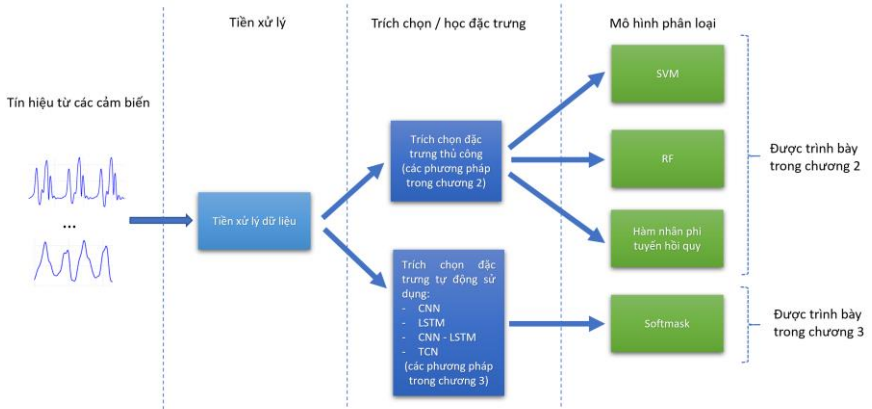 Tiền xử lý
Trích chọn / học đặc trưng
Mô hình phân loại
Tín hiệu từ các cảm biến
...
Tiền xử lý dữ liệu
Trích chọn đặc
trưng thủ công
(các phương pháp
trong chương 2)
Trích chọn đặc
trưng tự động sử
dụng:
- CNN
- LSTM
- CNN - LSTM
- TCN
(các phương pháp
trong chương 3)
SVM
RF
Hàm nhân phi
tuyến hồi quy
Softmask
Được trình bày
trong chương 2
Được trình bày
trong chương 3